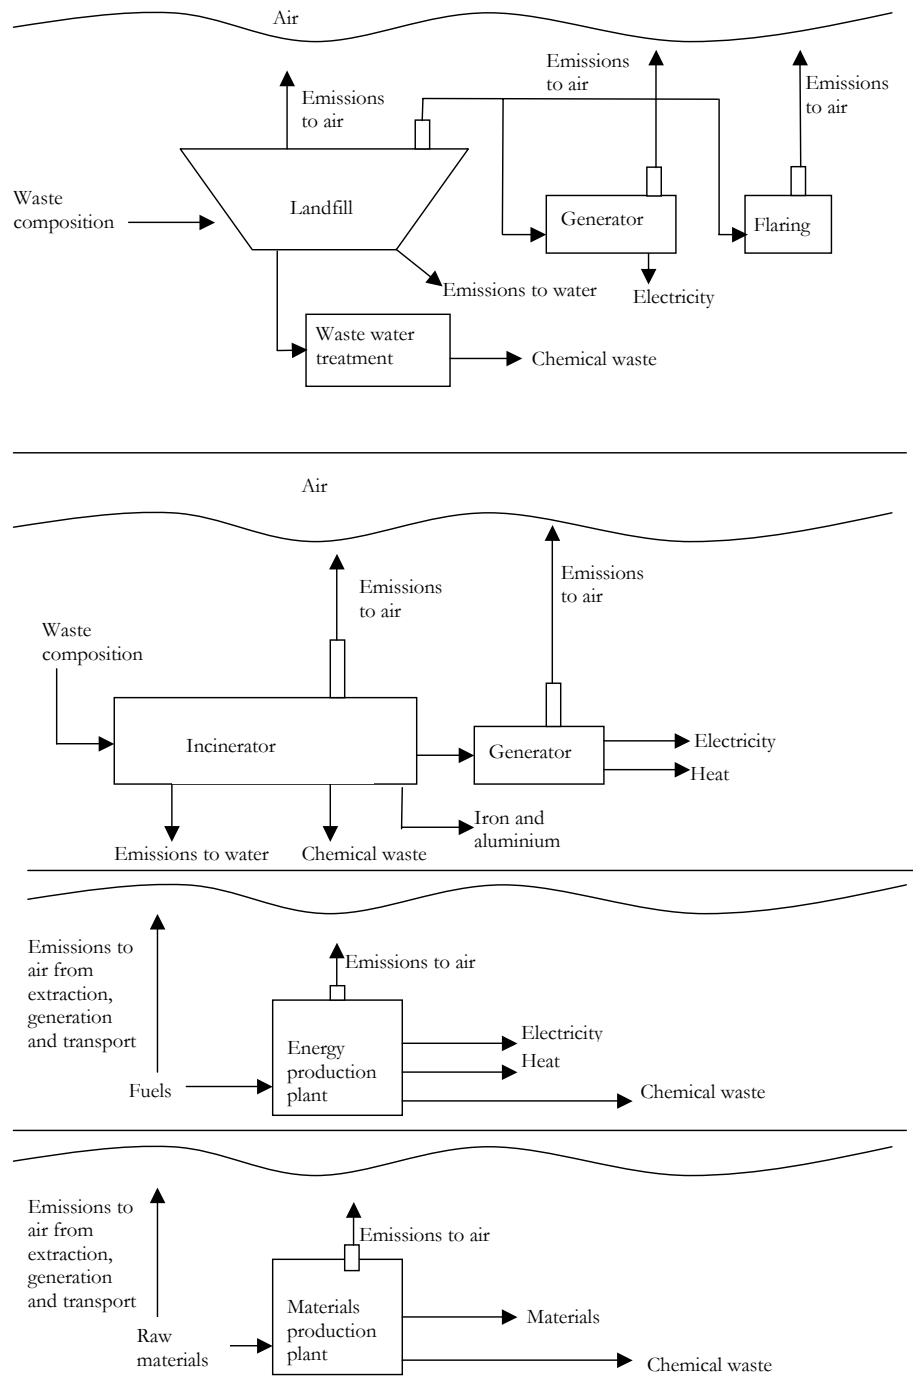 Air
Emissions
to air
Emissions
to air
Emissions
to air
Waste
composition
Landfill
Generator
Flaring
Emissions to water
Electricity
Waste water
treatment
Chemical waste
Air
Emissions
to air
Emissions
to air
Waste
composition
Incinerator
Generator
Electricity
Heat
Iron and
aluminium
Emissions to water
Chemical waste
Emissions to
air from
extraction,
generation
and transport
Emissions to air
Energy
production
plant
Electricity
Heat
Fuels
Chemical waste
Emissions to
air from
extraction,
generation
and transport
Emissions to air
Materials
production
plant
Materials
Raw
materials
Chemical waste